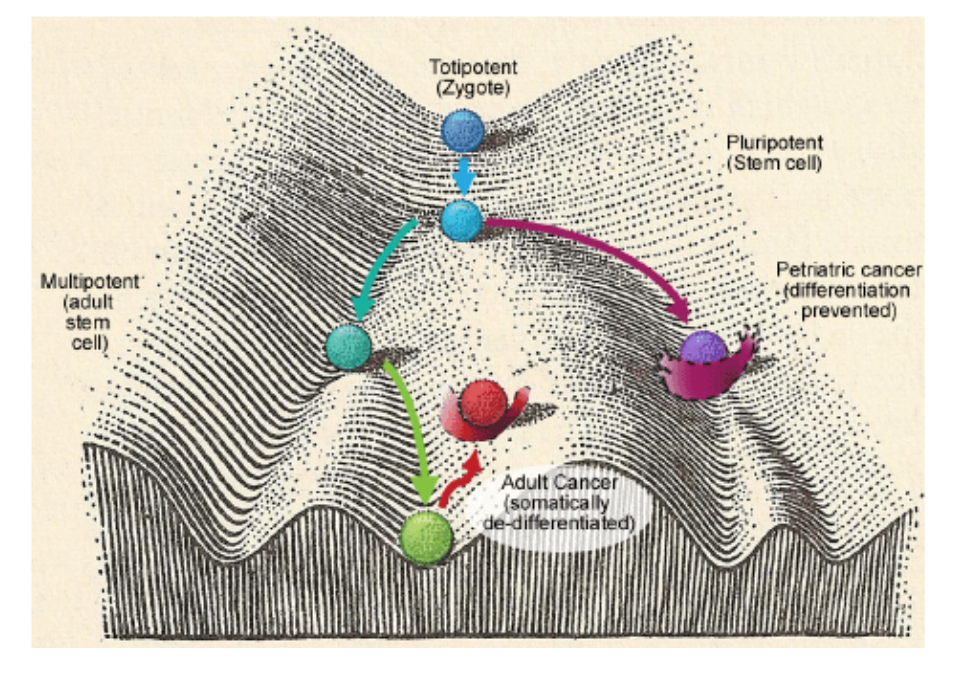 Totipotent
(Zygote)
Pluripotent
(Stem cell)
Multipotent
(adult
stem
cell)
Petriatric cancer
(differentiation
prevented)
Adult Cancer
(somatically
de-differentiated)